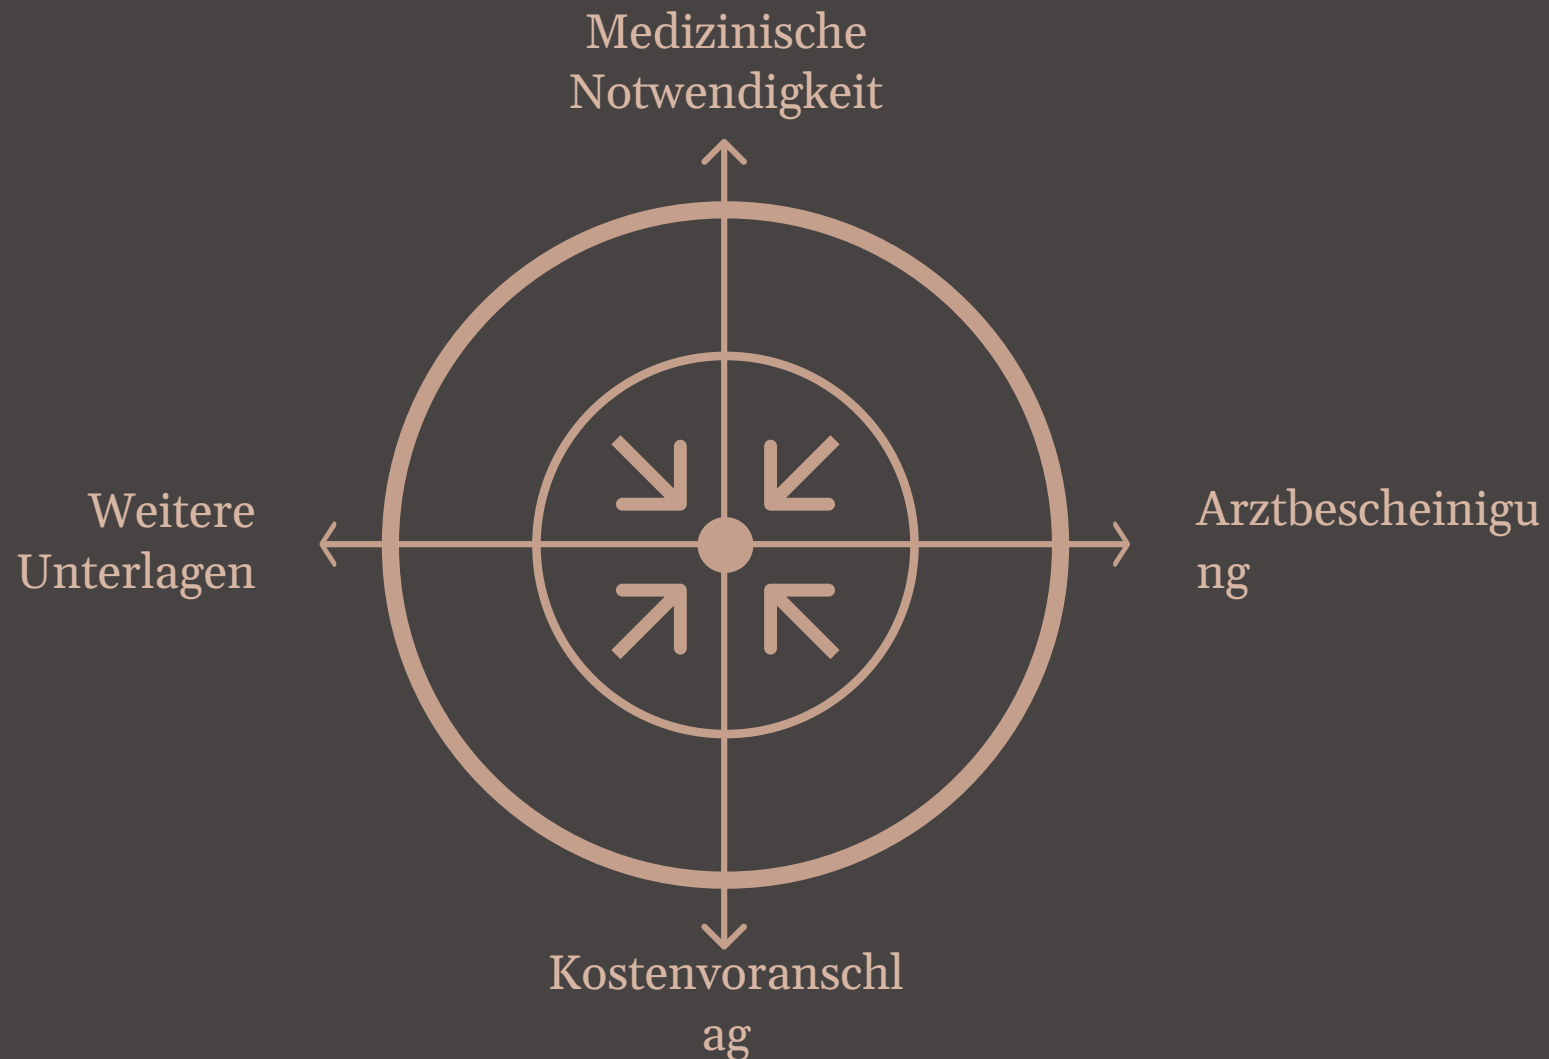 Medizinische
Notwendigkeit
Weitere
Unterlagen
Arztbescheinigu
ng
Kostenvoranschl
ag